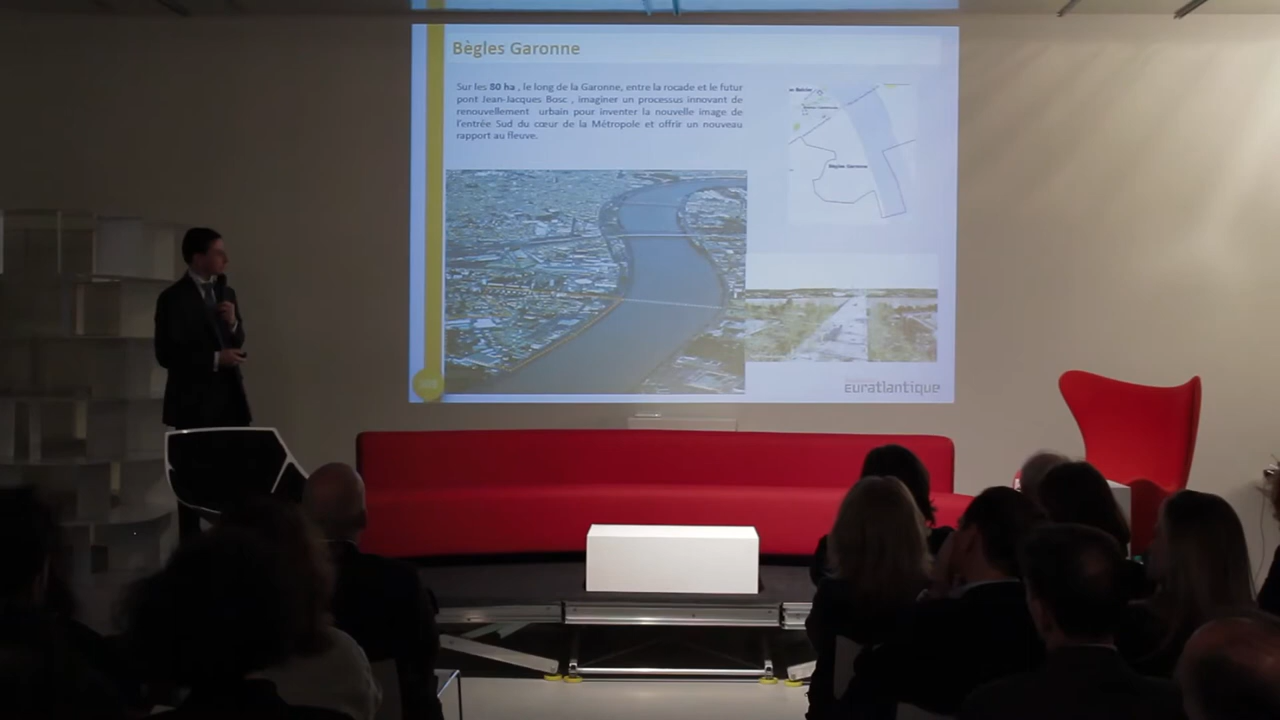 Bègles Garonne
Sur les 80 ha , le long de la Garonne, entre la rocade et le futur
pont Jean-Jacques Bosc , imaginer un processus innovant de
renouvellement urbain pour inventer la nouvelle image de
l'entrée Sud du cœur de la Métropole et offrir un nouveau
rapport au fleuve.
Bègles Garonne
euratlantique